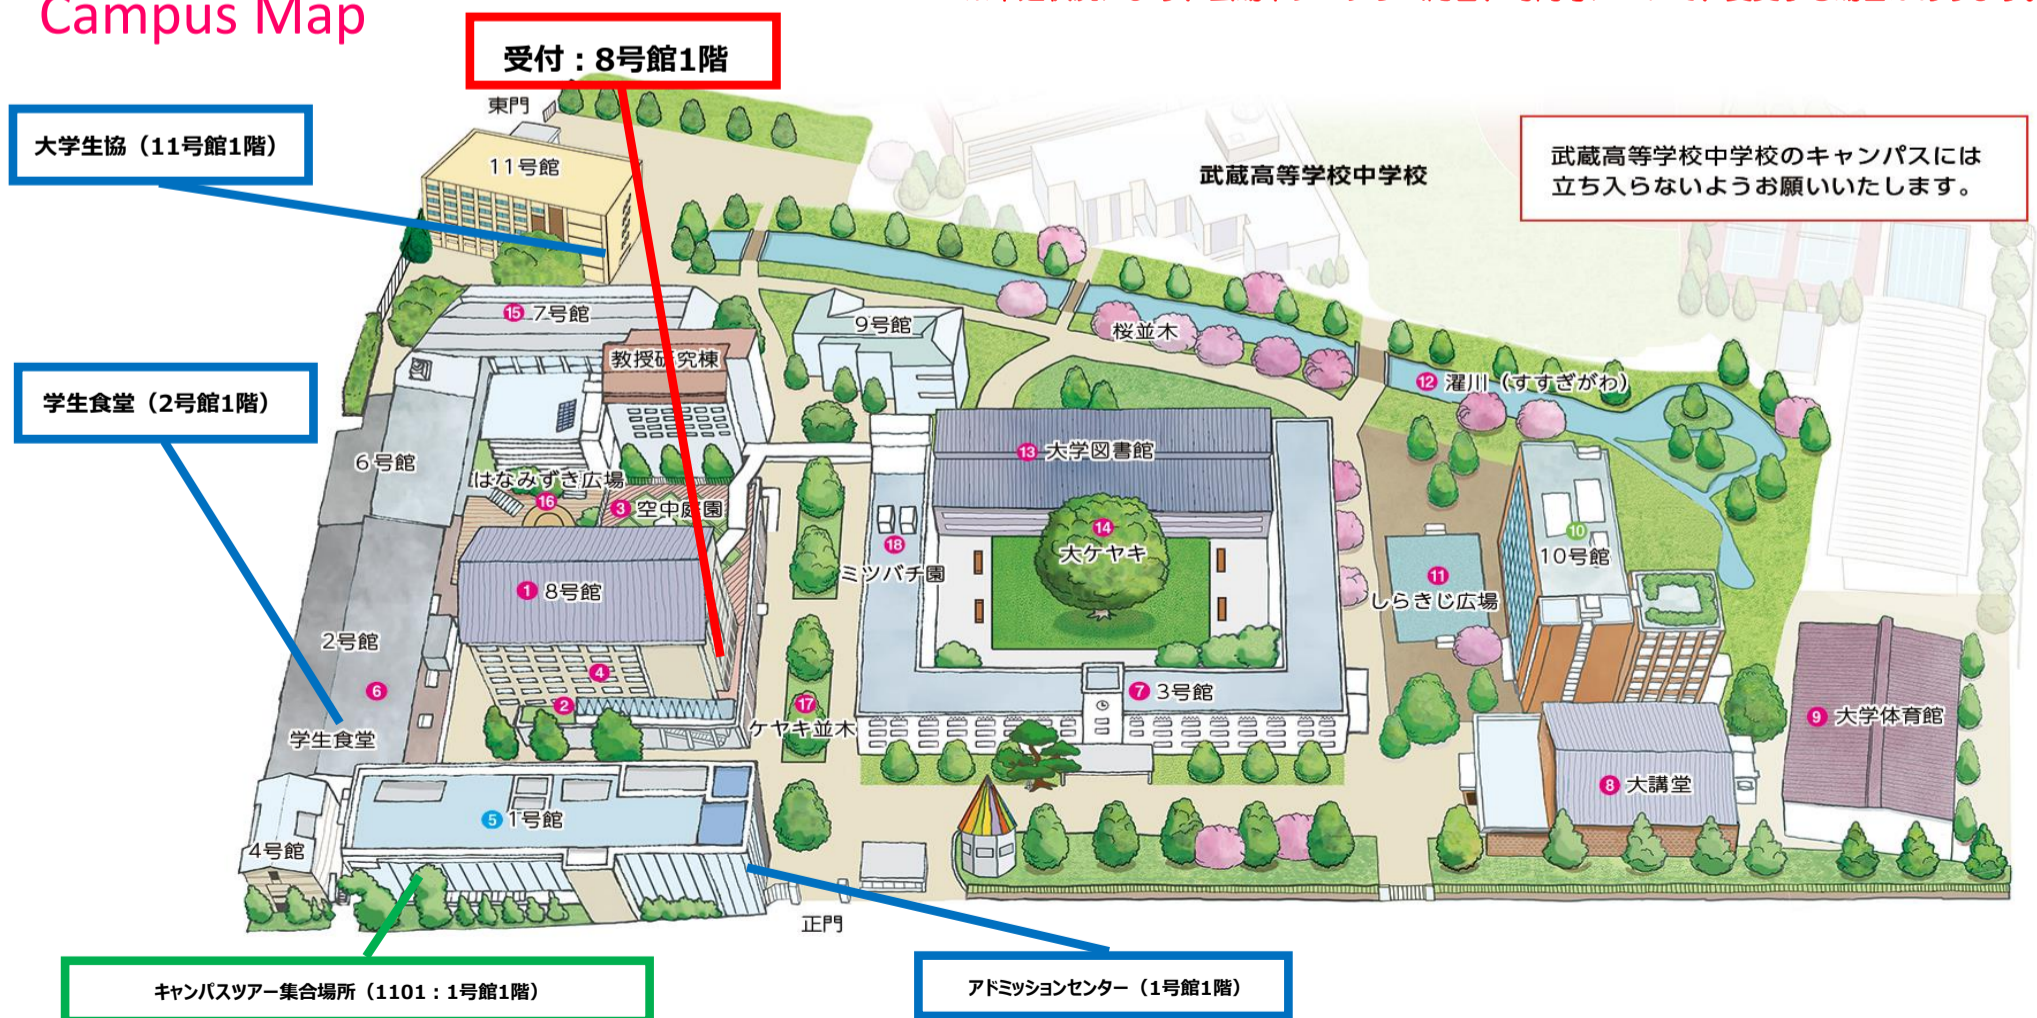 Campus Map
受付：8号館1階
東門
大学生協（11号館1階）
11号館
武蔵高等学校中学校
武蔵高等学校中学校のキャンパスには
立ち入らないようお願いいたします。
15 7号館
9号館
桜並木
教授研究棟
12 濯川（すすぎがわ）
学生食堂（2号館1階）
6号館
はなみずき広場
16
3 空中庭園
13 大学図書館
14
大ケヤキ
18
ミツバチ園
10
10号館
11
しらきじ広場
1 8号館
2号館
4
6
2
7 3号館
17
ケヤキ並木
学生食堂
9 大学体育館
8 大講堂
5 1号館
4号館
正門
キャンパスツアー集合場所（1101：1号館1階）
アドミッションセンター（1号館1階）